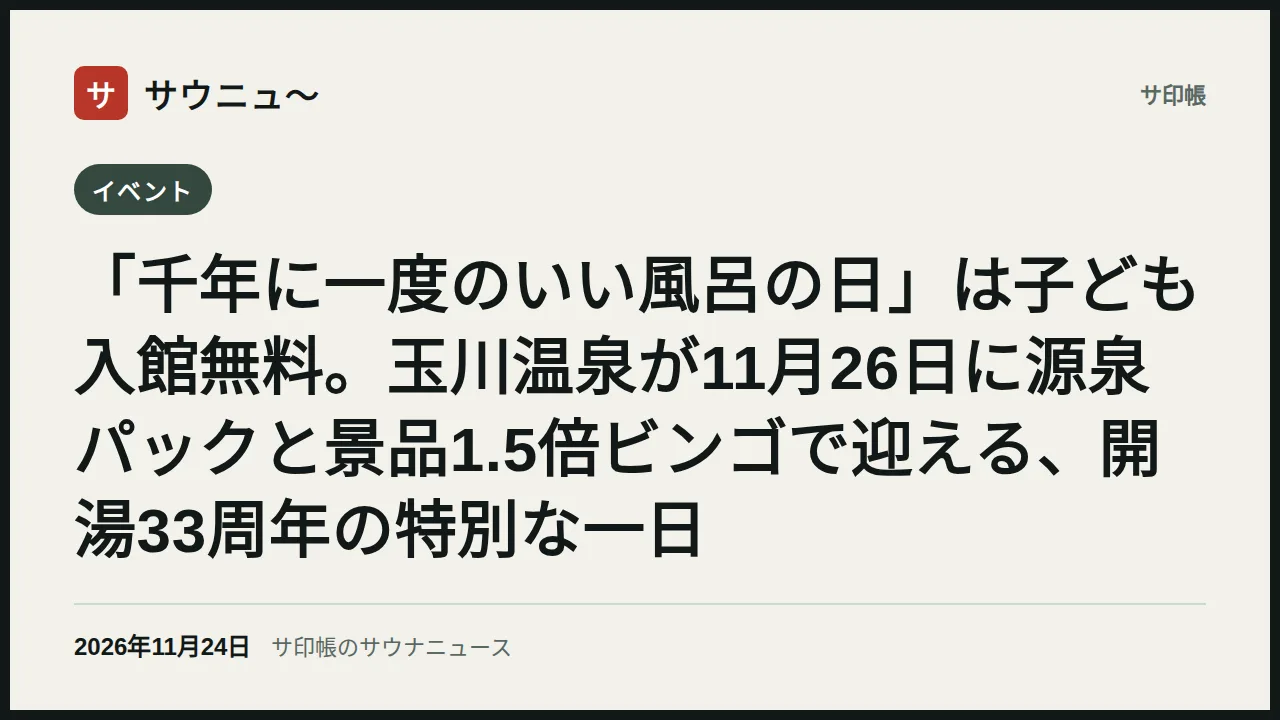 サ サウニュ〜
サ印帳
イベント
「千年に一度のいい風呂の日」は子ども
入館無料。玉川温泉が11月26日に源泉
パックと景品1.5倍ビンゴで迎える、開
湯33周年の特別な一日
2026年11月24日 サ印帳のサウナニュース